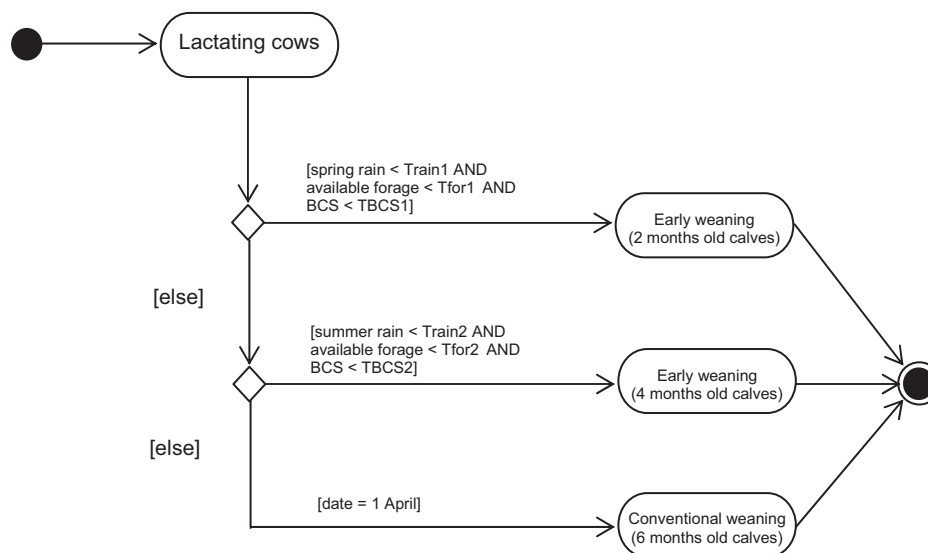 Lactating cows
[spring rain < Train1 AND
available forage < Tfor1 AND
BCS < TBCS1]
Early weaning
(2 months old calves)
[else]
[summer rain < Train2 AND
available forage < Tfor2 AND
BCS < TBCS2]
Early weaning
(4 months old calves)
[else]
[date = 1 April]
Conventional weaning
(6 months old calves)